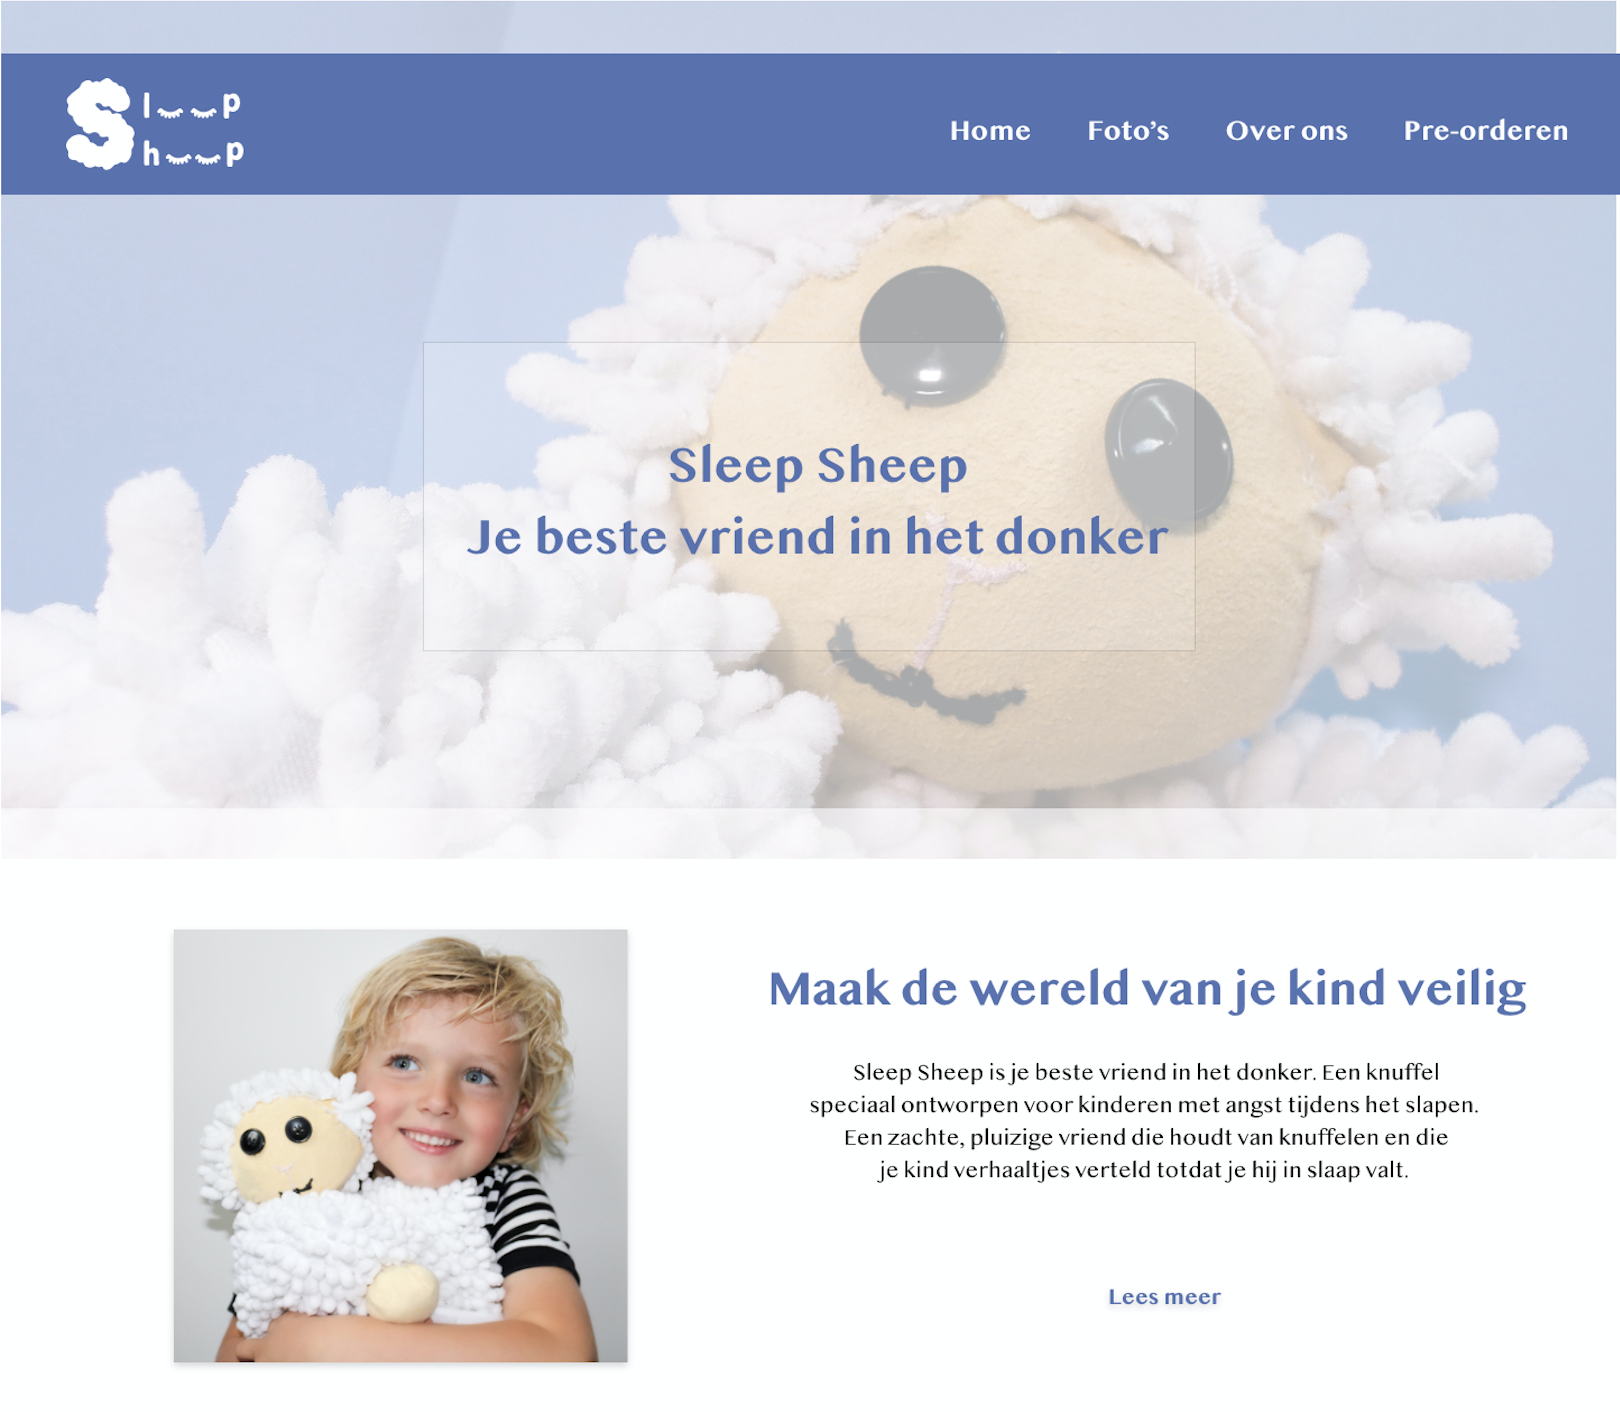 Sleep
Sheep
Home Foto's Over ons Pre-orderen
Sleep Sheep
Je beste vriend in het donker
Maak de wereld van je kind veilig
Sleep Sheep is je beste vriend in het donker. Een knuffel
speciaal ontworpen voor kinderen met angst tijdens het slapen.
Een zachte, pluizige vriend die houdt van knuffelen en die
je kind verhaaltjes verteld totdat je hij in slaap valt.
Lees meer